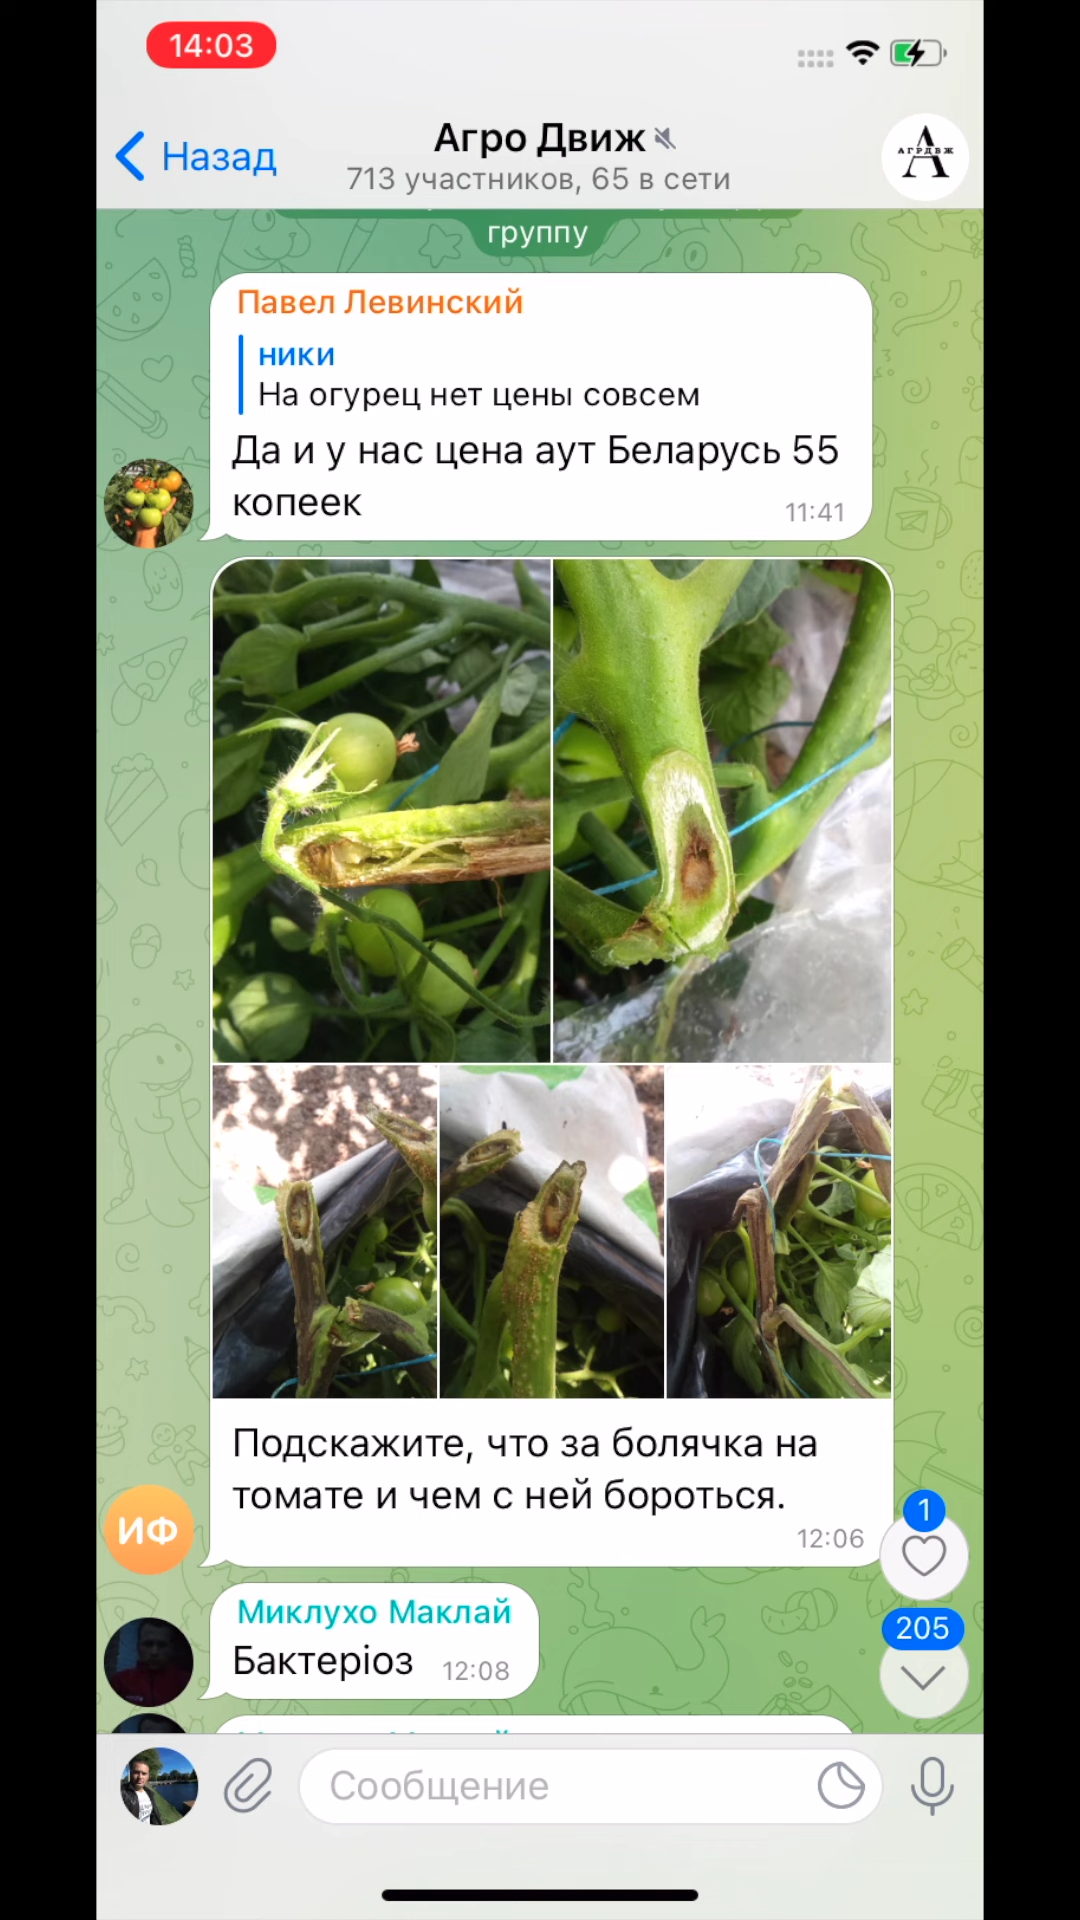 14:03
Назад
Агро Движ
713 участников, 65 в сети
А
АГРДВЖ
группу
Павел Левинский
ники
На огурец нет цены совсем
Да и у нас цена аут Беларусь 55
копеек
11:41
Подскажите, что за болячка на
томате и чем с ней бороться.
12:06
ИФ
1
Миклухо Маклай
Бактеріоз
12:08
205
Сообщение